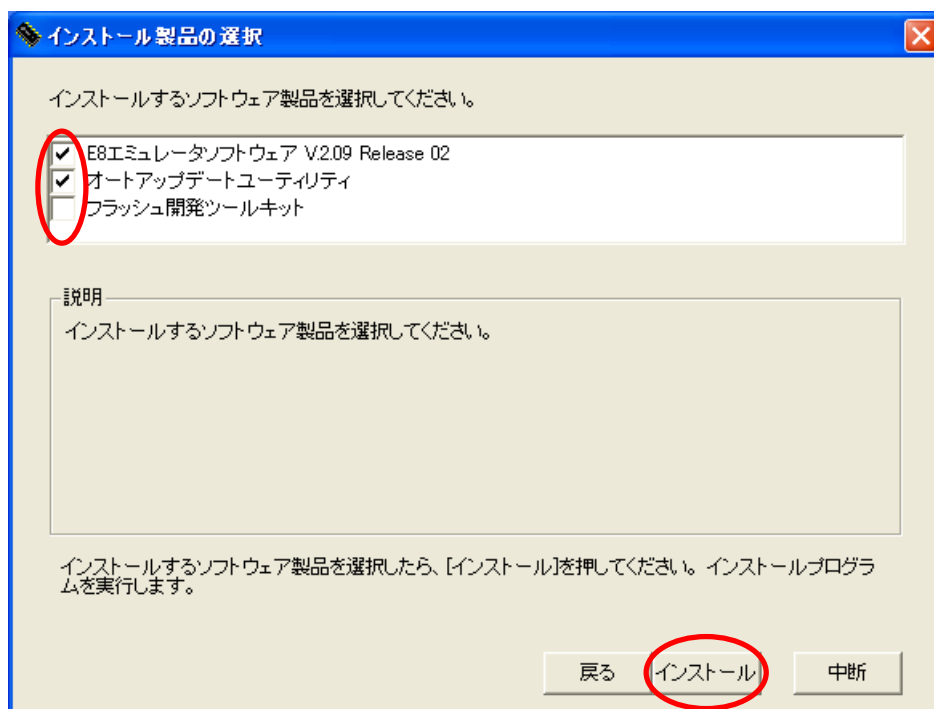 インストール製品の選択
インストールするソフトウェア製品を選択してください。
E8エミュレータソフトウェア V.2.09 Release 02
オートアップデートユーティリティ
フラッシュ開発ツールキット
説明
インストールするソフトウェア製品を選択してください。
インストールするソフトウェア製品を選択したら、[インストール]を押してください。インストールプログラ
ムを実行します。
戻る インストール 中断